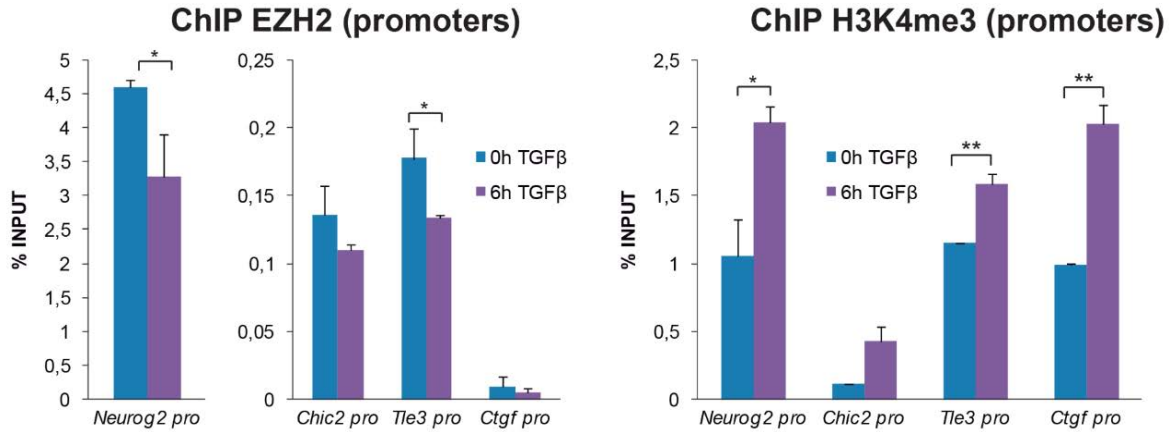 ChIP EZH2 (promoters)
% INPUT
5
4,5
4
3,5
3
2,5
2
1,5
1
0,5
0
*
Neurog2 pro
0,25
0,2
0,15
0,1
0,05
0
*
0h TGFβ
6h TGFβ
Chic2 pro Tle3 pro Ctgf pro
ChIP H3K4me3 (promoters)
% INPUT
2,5
2
1,5
1
0,5
0
*
**
**
0h TGFβ
6h TGFβ
Neurog2 pro Chic2 pro Tle3 pro Ctgf pro